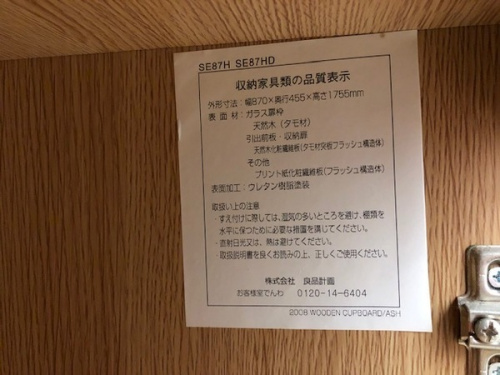 SE87H SE87HD
収納家具類の品質表示
外形寸法：幅870×奥行455×高さ1755mm
表面材：ガラス扉枠
天然木（タモ材）
引出前板・収納扉
天然木化粧繊維板(タモ材突板フラッシュ構造体)
その他
プリント紙化粧繊維板(フラッシュ構造体)
表面加工：ウレタン樹脂塗装
取扱い上の注意
・すえ付けに際しては、湿気の多いところを避け、棚類を
水平に保つために必要な措置を講じてください。
・直射日光又は、熱は避けてください。
・取扱説明書を良くお読みの上、正しくご使用ください。
株式会社 良品計画
お客様室でんわ 0120-14-6404
2008 WOODEN CUPBOARD/ASH